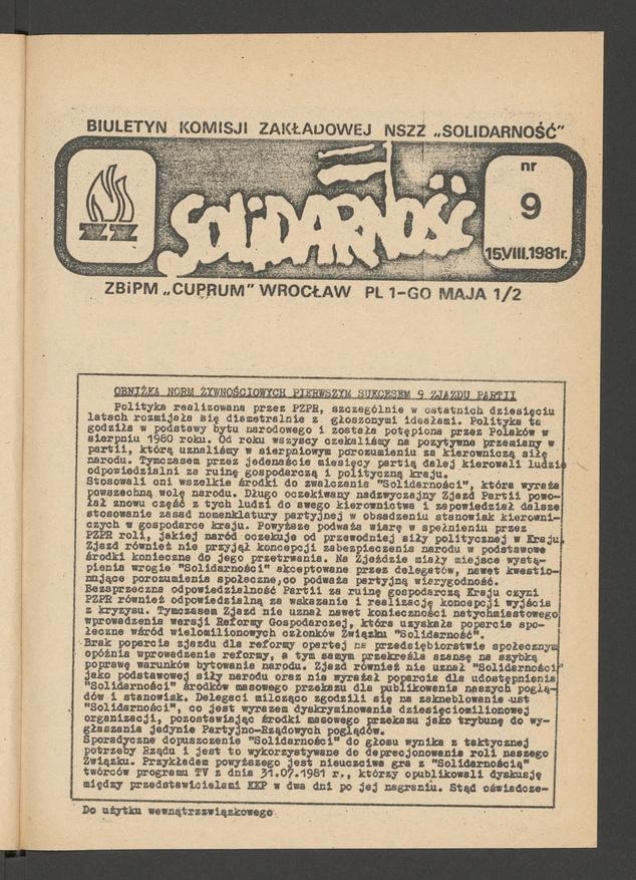 BIULETYN KOMISJI ZAKŁADOWEJ NSZZ „SOLIDARNOŚĆ”
ZZ
SOLIDARNOŚĆ
nr
9
15.VIII.1981r.
ZBiPM „CUPRUM” WROCŁAW PL 1-GO MAJA 1/2
OBNIŻKA NORM ŻYWNOŚCIOWYCH PIERWSZYM SUKCESEM 9 ZJAZDU PARTII
Polityka realizowana przez PZPR, szczególnie w ostatnich dziesięciu
latach rozmijała się diametralnie z głoszonymi ideałami. Polityka ta
godziła w podstawy bytu narodowego i została potępiona przez Polaków w
sierpniu 1980 roku. Od roku wszyscy czekaliśmy na pozytywne przemiany w
partii, którą uznaliśmy w sierpniowym porozumieniu za kierowniczą siłę
narodu. Tymczasem przez jedenaście miesięcy partią dalej kierowali ludzie
odpowiedzialni za ruinę gospodarczą i polityczną kraju.
Stosowali oni wszelkie środki do zwalczania "Solidarności", która wyraża
powszechną wolę narodu. Długo oczekiwany nadzwyczajny Zjazd Partii powo-
łał znowu część z tych ludzi do swego kierownictwa i zapowiedział dalsze
stosowanie zasad nomenklatury partyjnej w obsadzeniu stanowisk kierowni-
czych w gospodarce kraju. Powyższe podważa wiarę w spełnieniu przez
PZPR roli, jakiej naród oczekuje od przewodniej siły politycznej w Kraju.
Zjazd również nie przyjął koncepcji zabezpieczenia narodu w podstawowe
środki konieczne do jego przetrwania. Na Zjeździe miały miejsce wystą-
pienia wrogie "Solidarności" akceptowane przez delegatów, nawet kwestio-
nujące porozumienia społeczne,co podważa partyjną wiarygodność.
Bezsprzeczna odpowiedzialność Partii za ruinę gospodarczą Kraju czyni
PZPR również odpowiedzialną za wskazanie i realizację koncepcji wyjścia
z kryzysu. Tymczasem Zjazd nie uznał nawet konieczności natychmiastowego
wprowadzenia wersji Reformy Gospodarczej, która uzyskała poparcie spo-
łeczne wśród wielomilionowych członków Związku "Solidarność".
Brak poparcia zjazdu dla reformy opartej na przedsiębiorstwie społecznym
opóźnia wprowadzenie reformy, a tym samym przekreśla szansę na szybką
poprawę warunków bytowania narodu. Zjazd również nie uznał "Solidarności"
jako podstawowej siły narodu oraz nie wyraził poparcia dla udostępnienia
"Solidarności" środków masowego przekazu dla publikowania naszych poglą-
dów i stanowisk. Delegaci milcząco zgodzili się na zakneblowanie ust
"Solidarności", co jest wyrazem dyskryminowania dziesięciomilionowej
organizacji, pozostawiając środki masowego przekazu jako trybunę do wy-
głaszania jedynie Partyjno-Rządowych poglądów.
Sporadyczne dopuszczenie "Solidarności" do głosu wynika z taktycznej
potrzeby Rządu i jest to wykorzystywane do deprecjonowania roli naszego
Związku. Przykładem powyższego jest nieuczciwa gra z "Solidarnością"
twórców programu TV z dnia 31.07.1981 r., którzy opublikowali dyskusję
między przedstawicielami KKP w dwa dni po jej nagraniu. Stąd oświadcze-
Do użytku wewnątrzzwiązkowego